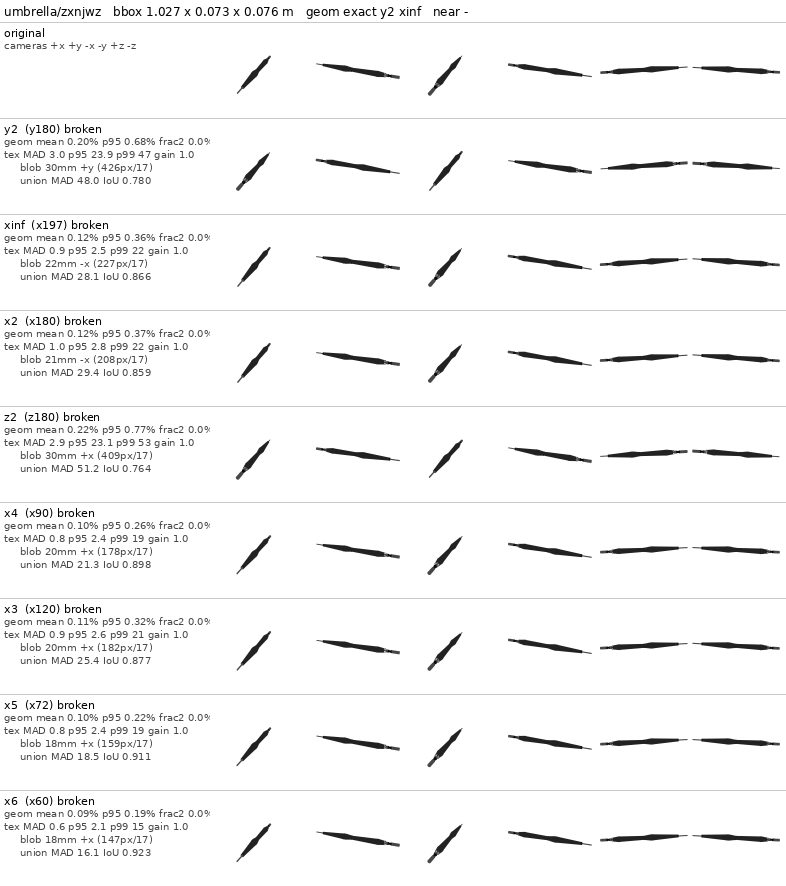 umbrella/zxnjwz bbox 1.027 x 0.073 x 0.076 m geom exact y2 xinf near -
original
cameras +x +y -x -y +z -z
y2 (y180) broken
geom mean 0.20% p95 0.68% frac2 0.0%
tex MAD 3.0 p95 23.9 p99 47 gain 1.0
blob 30mm +y (426px/17)
union MAD 48.0 IoU 0.780
xinf (x197) broken
geom mean 0.12% p95 0.36% frac2 0.0%
tex MAD 0.9 p95 2.5 p99 22 gain 1.0
blob 22mm -x (227px/17)
union MAD 28.1 IoU 0.866
x2 (x180) broken
geom mean 0.12% p95 0.37% frac2 0.0%
tex MAD 1.0 p95 2.8 p99 22 gain 1.0
blob 21mm -x (208px/17)
union MAD 29.4 IoU 0.859
z2 (z180) broken
geom mean 0.22% p95 0.77% frac2 0.0%
tex MAD 2.9 p95 23.1 p99 53 gain 1.0
blob 30mm +x (409px/17)
union MAD 51.2 IoU 0.764
x4 (x90) broken
geom mean 0.10% p95 0.26% frac2 0.0%
tex MAD 0.8 p95 2.4 p99 19 gain 1.0
blob 20mm +x (178px/17)
union MAD 21.3 IoU 0.898
x3 (x120) broken
geom mean 0.11% p95 0.32% frac2 0.0%
tex MAD 0.9 p95 2.6 p99 21 gain 1.0
blob 20mm +x (182px/17)
union MAD 25.4 IoU 0.877
x5 (x72) broken
geom mean 0.10% p95 0.22% frac2 0.0%
tex MAD 0.8 p95 2.4 p99 19 gain 1.0
blob 18mm +x (159px/17)
union MAD 18.5 IoU 0.911
x6 (x60) broken
geom mean 0.09% p95 0.19% frac2 0.0%
tex MAD 0.6 p95 2.1 p99 15 gain 1.0
blob 18mm +x (147px/17)
union MAD 16.1 IoU 0.923